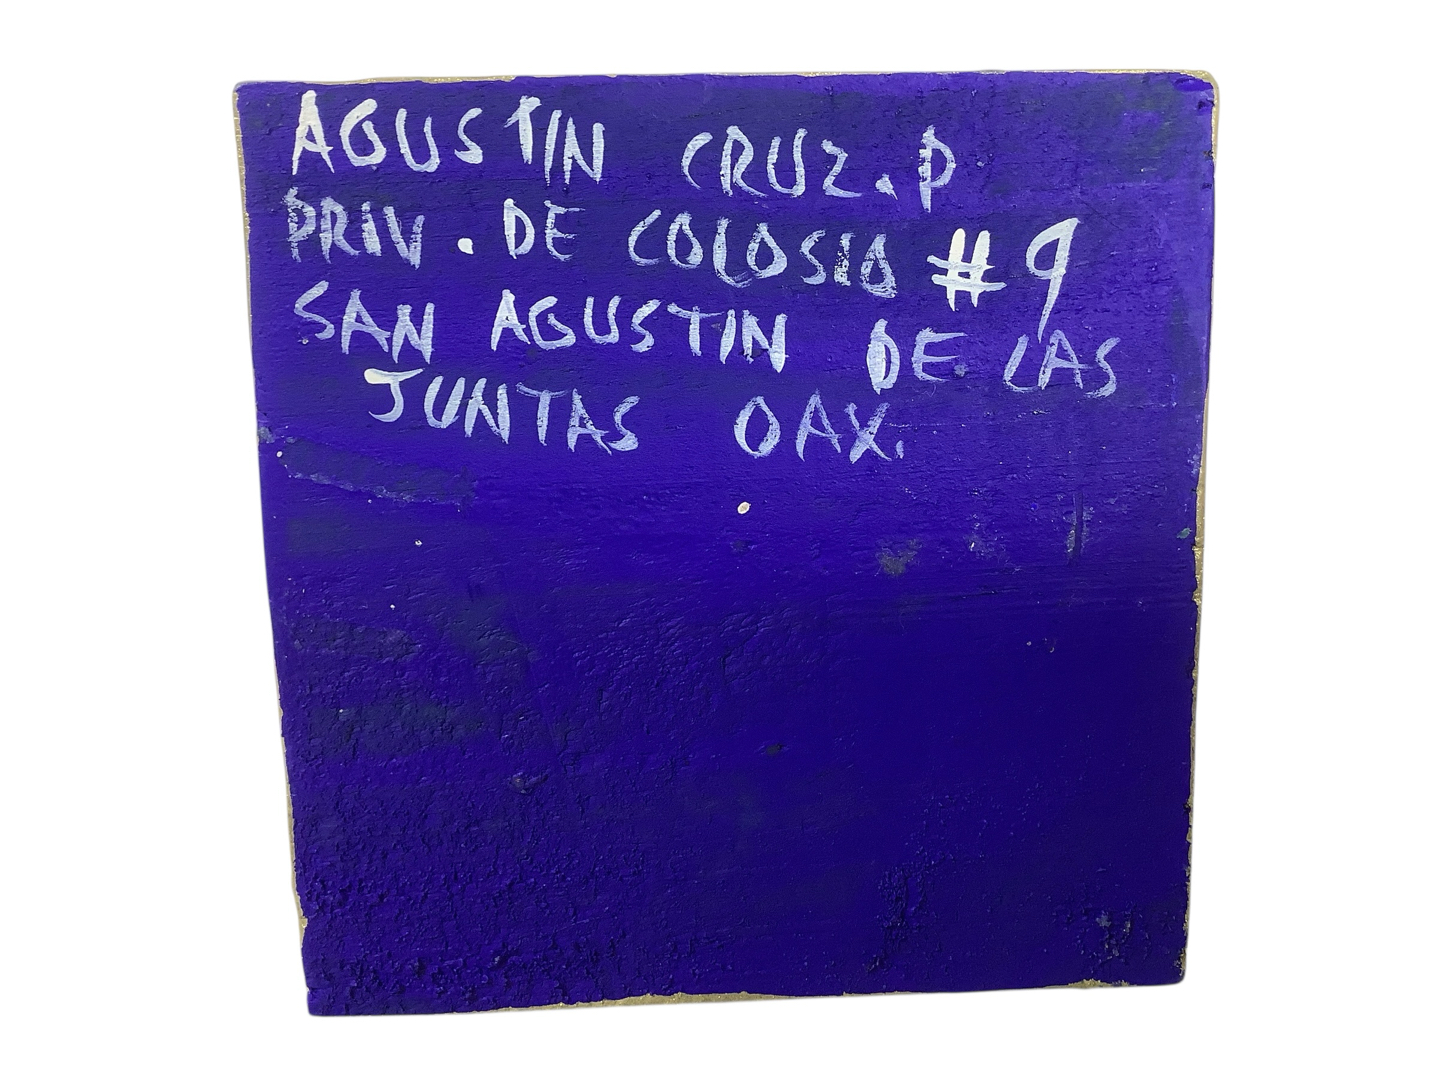 AGUSTIN CRUZ.P
PRIV. DE COLOSIO #9
SAN AGUSTIN DE LAS
JUNTAS OAX.